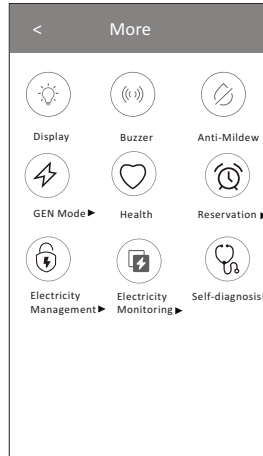 < More
Display Buzzer Anti-Mildew
GEN Mode▶ Health Reservation
Electricity Electricity Self-diagnosis
Management▶ Monitoring▶